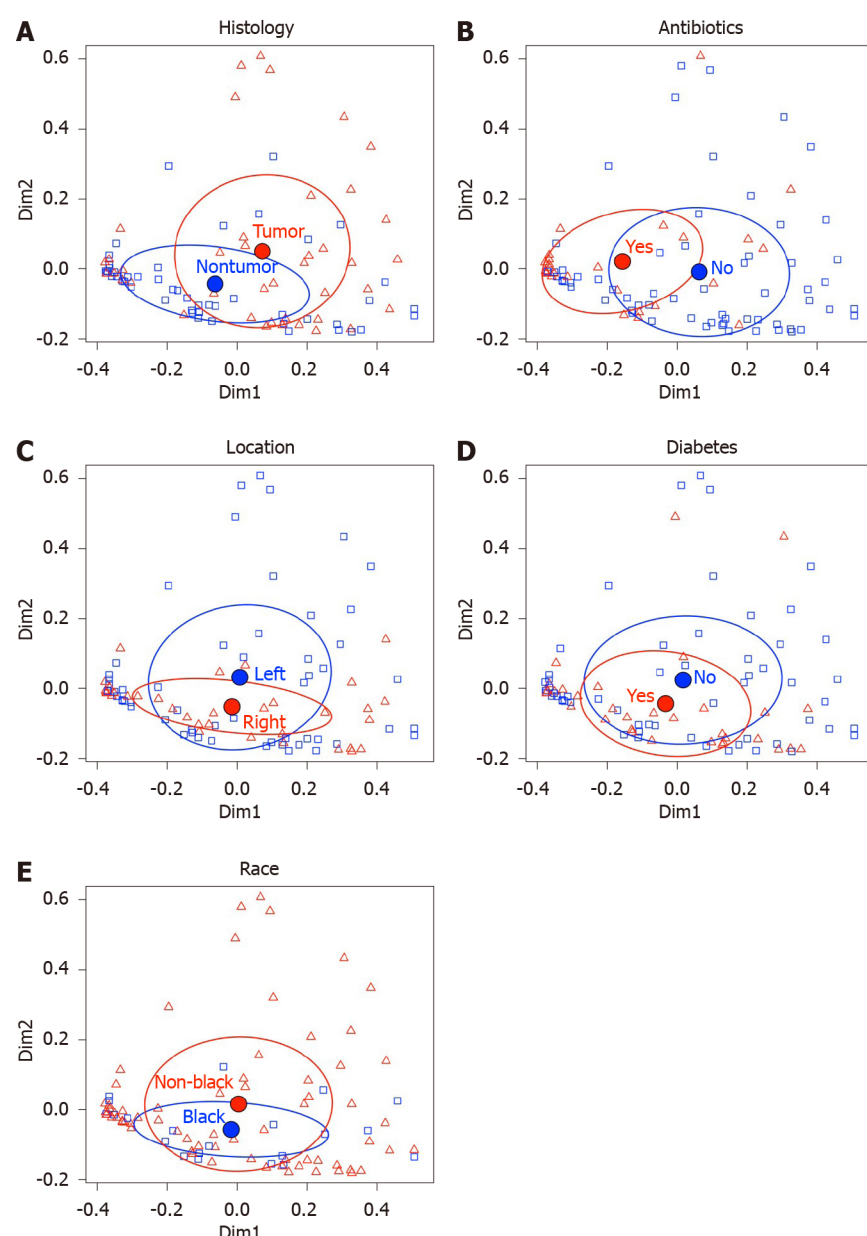 A
Histology
0.6
0.4
0.2
0.0
-0.2
Dim2
Tumor
Nontumor
-0.4 -0.2 0.0 0.2 0.4
Dim1
B
Antibiotics
0.6
0.4
0.2
0.0
-0.2
Dim2
Yes
No
-0.4 -0.2 0.0 0.2 0.4
Dim1
C
Location
0.6
0.4
0.2
0.0
-0.2
Dim2
Left
Right
-0.4 -0.2 0.0 0.2 0.4
Dim1
D
Diabetes
0.6
0.4
0.2
0.0
-0.2
Dim2
No
Yes
-0.4 -0.2 0.0 0.2 0.4
Dim1
E
Race
0.6
0.4
0.2
0.0
-0.2
Dim2
Non-black
Black
-0.4 -0.2 0.0 0.2 0.4
Dim1